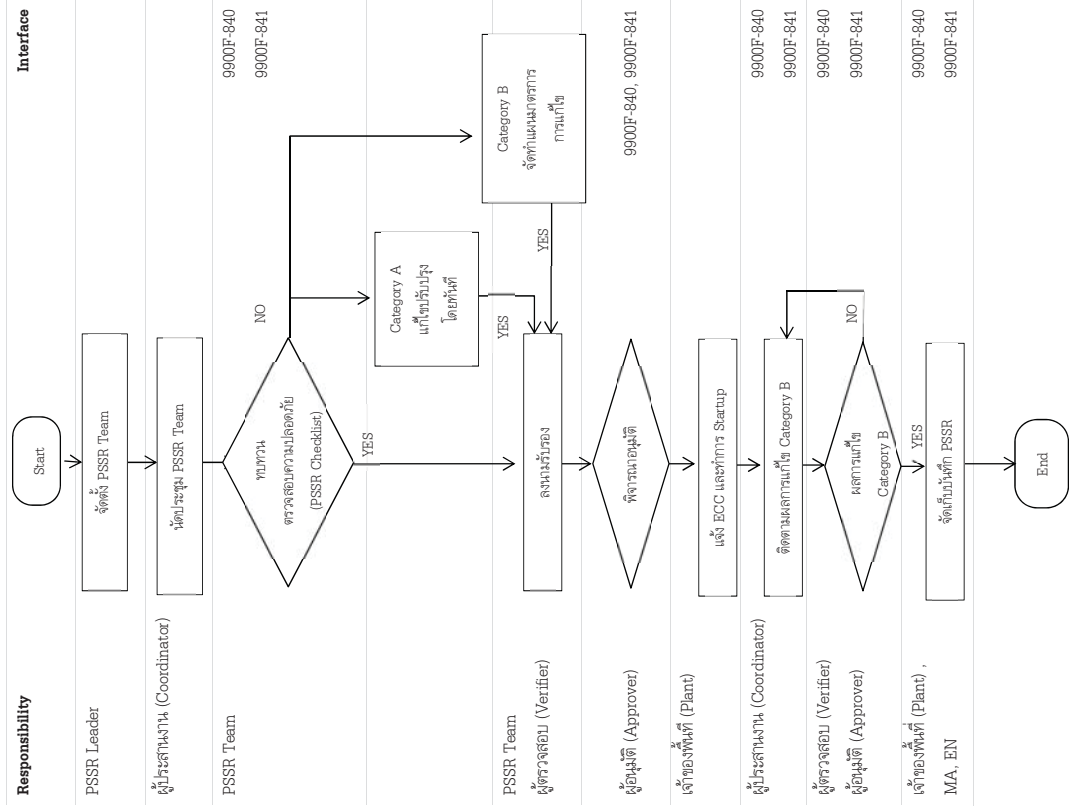 Responsibility
Interface
Start
PSSR Leader
จัดตั้ง PSSR Team
ผู้ประสานงาน (Coordinator)
นัดประชุม PSSR Team
PSSR Team
ทบทวน
ตรวจสอบความปลอดภัย
(PSSR Checklist)
NO
YES
9900F-840
9900F-841
Category A
แก้ไขปรับปรุง
โดยทันที
YES
Category B
จัดทำแผนมาตรการ
การแก้ไข
YES
PSSR Team
ผู้ตรวจสอบ (Verifier)
ลงนามรับรอง
ผู้อนุมัติ (Approver)
พิจารณาอนุมัติ
9900F-840, 9900F-841
เจ้าของพื้นที่ (Plant)
แจ้ง ECC และทำการ Startup
ผู้ประสานงาน (Coordinator)
ติดตามผลการแก้ไข Category B
9900F-840
9900F-841
ผู้ตรวจสอบ (Verifier)
ผู้อนุมัติ (Approver)
ผลการแก้ไข
Category B
NO
YES
9900F-840
9900F-841
เจ้าของพื้นที่ (Plant) ,
MA, EN
จัดเก็บบันทึก PSSR
9900F-840
9900F-841
End